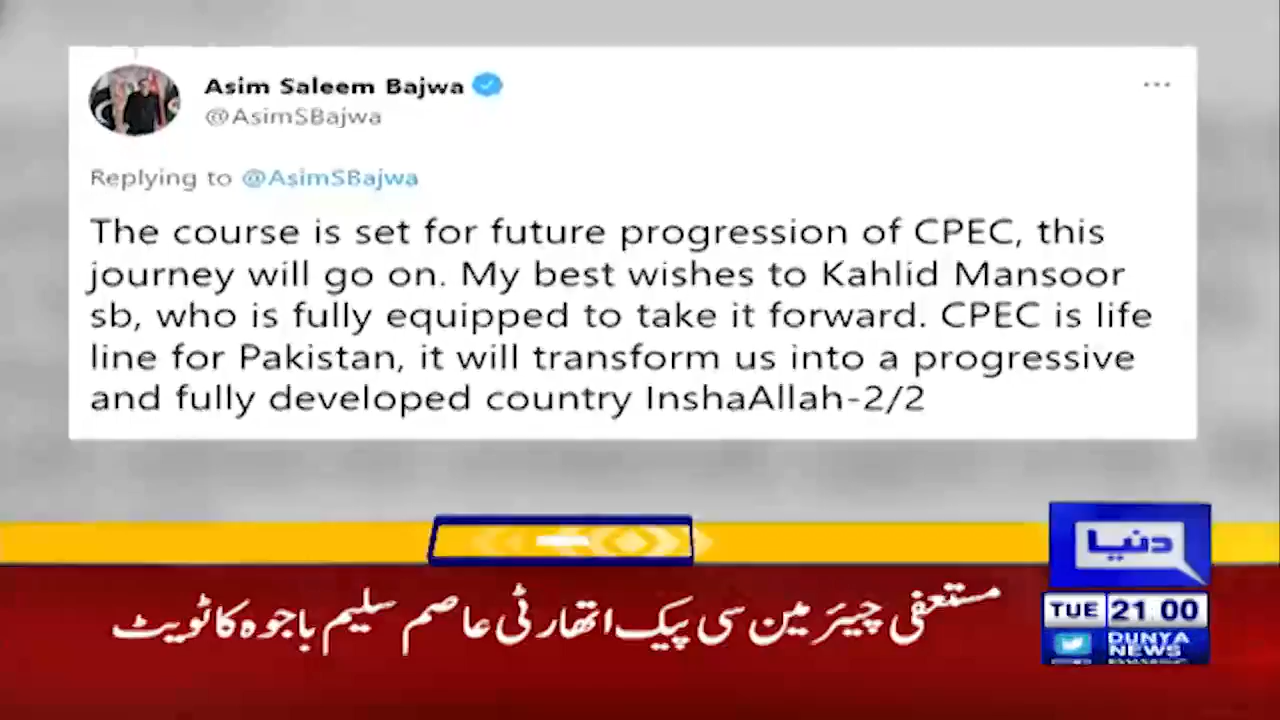 Asim Saleem Bajwa
@AsimSBajwa
Replying to @AsimSBajwa
The course is set for future progression of CPEC, this
journey will go on. My best wishes to Kahlid Mansoor
sb, who is fully equipped to take it forward. CPEC is life
line for Pakistan, it will transform us into a progressive
and fully developed country InshaAllah-2/2
دنیا
مستعفی چیئرمین سی پیک اتھارٹی عاصم سلیم باجوہ کا ٹویٹ
TUE 21:00
DUNYA
NEWS